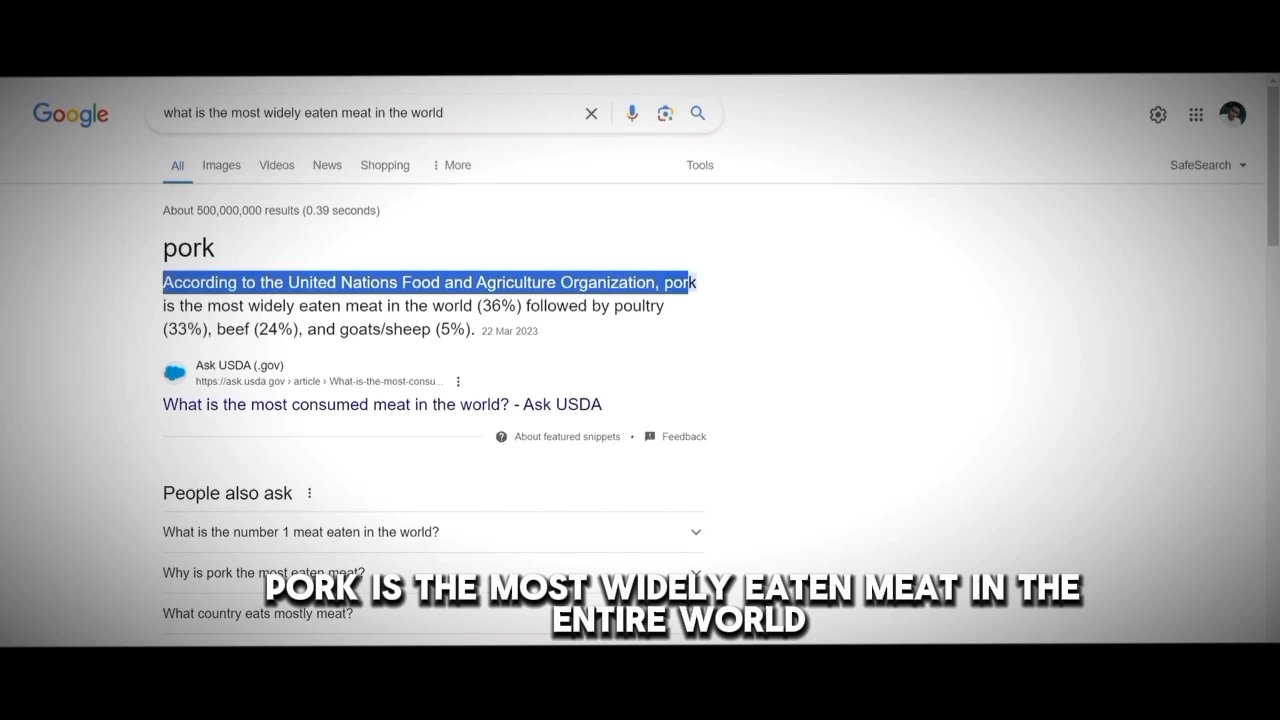 Google
what is the most widely eaten meat in the world
All Images Videos News Shopping More Tools SafeSearch
About 500,000,000 results (0.39 seconds)
pork
According to the United Nations Food and Agriculture Organization, pork
is the most widely eaten meat in the world (36%) followed by poultry
(33%), beef (24%), and goats/sheep (5%). 22 Mar 2023
Ask USDA (.gov)
https://ask.usda.gov › article › What-is-the-most-consu...
What is the most consumed meat in the world? - Ask USDA
About featured snippets • Feedback
People also ask
What is the number 1 meat eaten in the world?
Why is pork the most eaten meat?
What country eats mostly meat?
PORK IS THE MOST WIDELY EATEN MEAT IN THE
ENTIRE WORLD